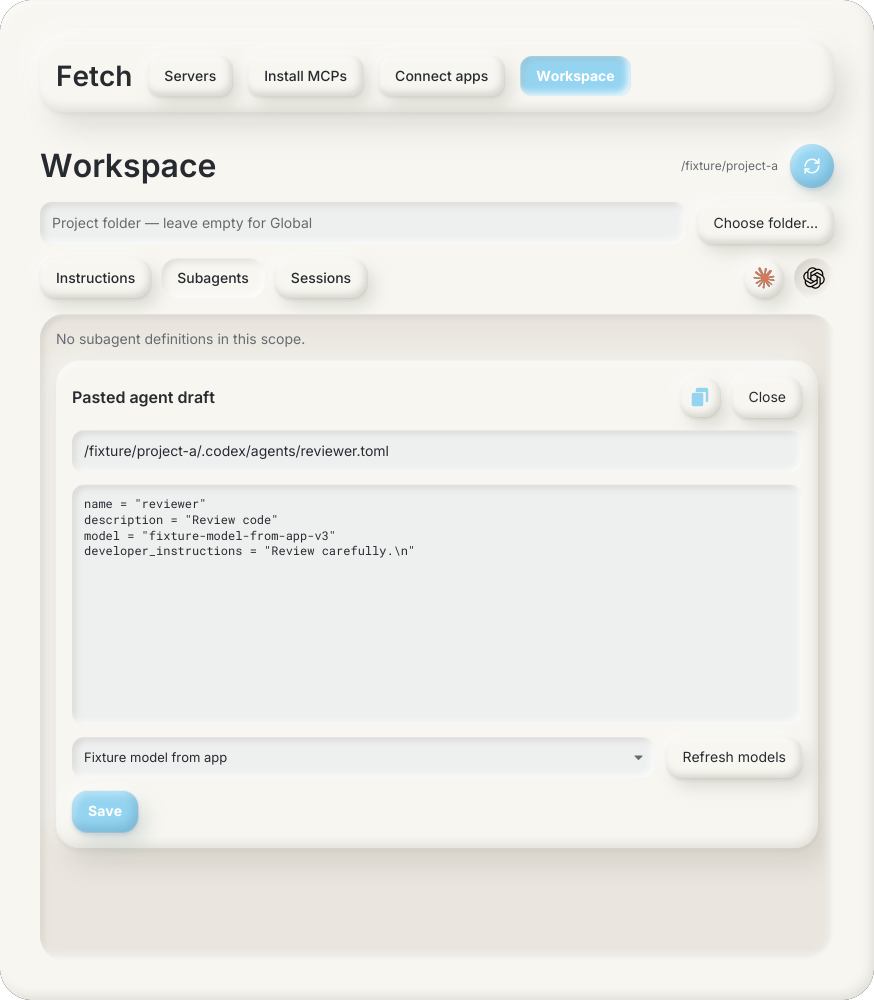 Fetch
Servers
Install MCPs
Connect apps
Workspace
Workspace
/fixture/project-a
Project folder — leave empty for Global
Choose folder...
Instructions
Subagents
Sessions
No subagent definitions in this scope.
Pasted agent draft
Close
/fixture/project-a/.codex/agents/reviewer.toml
name = "reviewer"
description = "Review code"
model = "fixture-model-from-app-v3"
developer_instructions = "Review carefully.\n"
Fixture model from app
Refresh models
Save